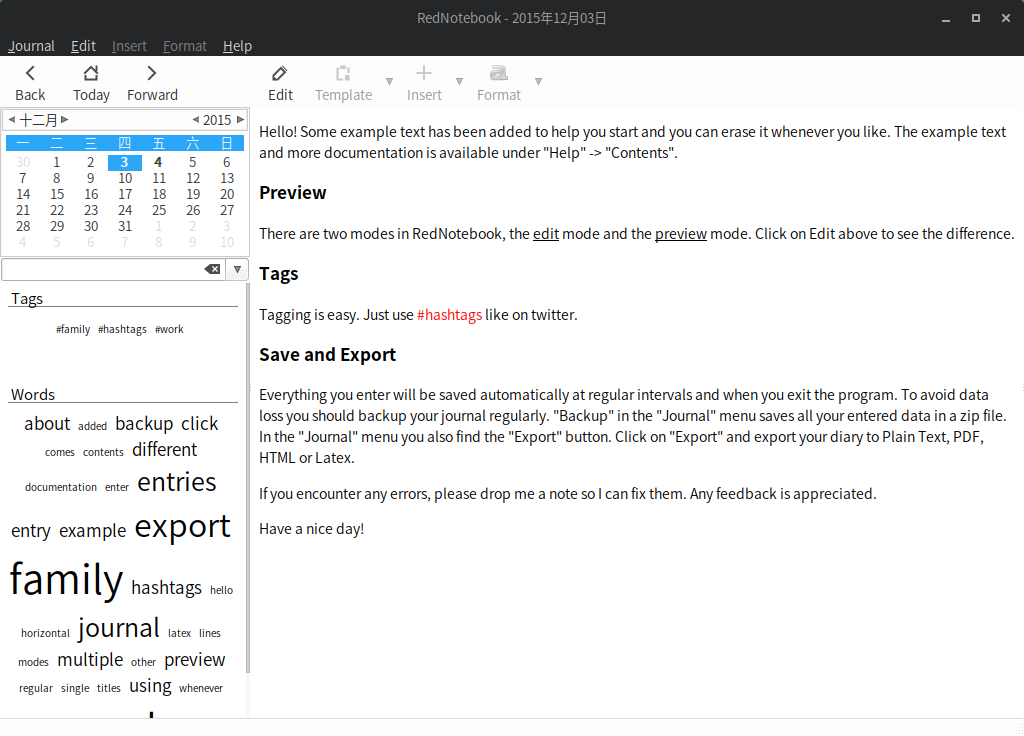 RedNotebook - 2015年12月03日
Journal Edit Insert Format Help
Back Today Forward Edit Template Insert Format
十二月 2015
一 二 三 四 五 六 日
30 1 2 3 4 5 6
7 8 9 10 11 12 13
14 15 16 17 18 19 20
21 22 23 24 25 26 27
28 29 30 31 1 2 3
4 5 6 7 8 9 10
Tags
#family #hashtags #work
Words
about added backup click
comes contents different
documentation enter entries
entry example export
family hashtags hello
horizontal journal latex lines
modes multiple other preview
regular single titles using whenever
Hello! Some example text has been added to help you start and you can erase it whenever you like. The example text
and more documentation is available under "Help" -> "Contents".
Preview
There are two modes in RedNotebook, the edit mode and the preview mode. Click on Edit above to see the difference.
Tags
Tagging is easy. Just use #hashtags like on twitter.
Save and Export
Everything you enter will be saved automatically at regular intervals and when you exit the program. To avoid data
loss you should backup your journal regularly. "Backup" in the "Journal" menu saves all your entered data in a zip file.
In the "Journal" menu you also find the "Export" button. Click on "Export" and export your diary to Plain Text, PDF,
HTML or Latex.
If you encounter any errors, please drop me a note so I can fix them. Any feedback is appreciated.
Have a nice day!